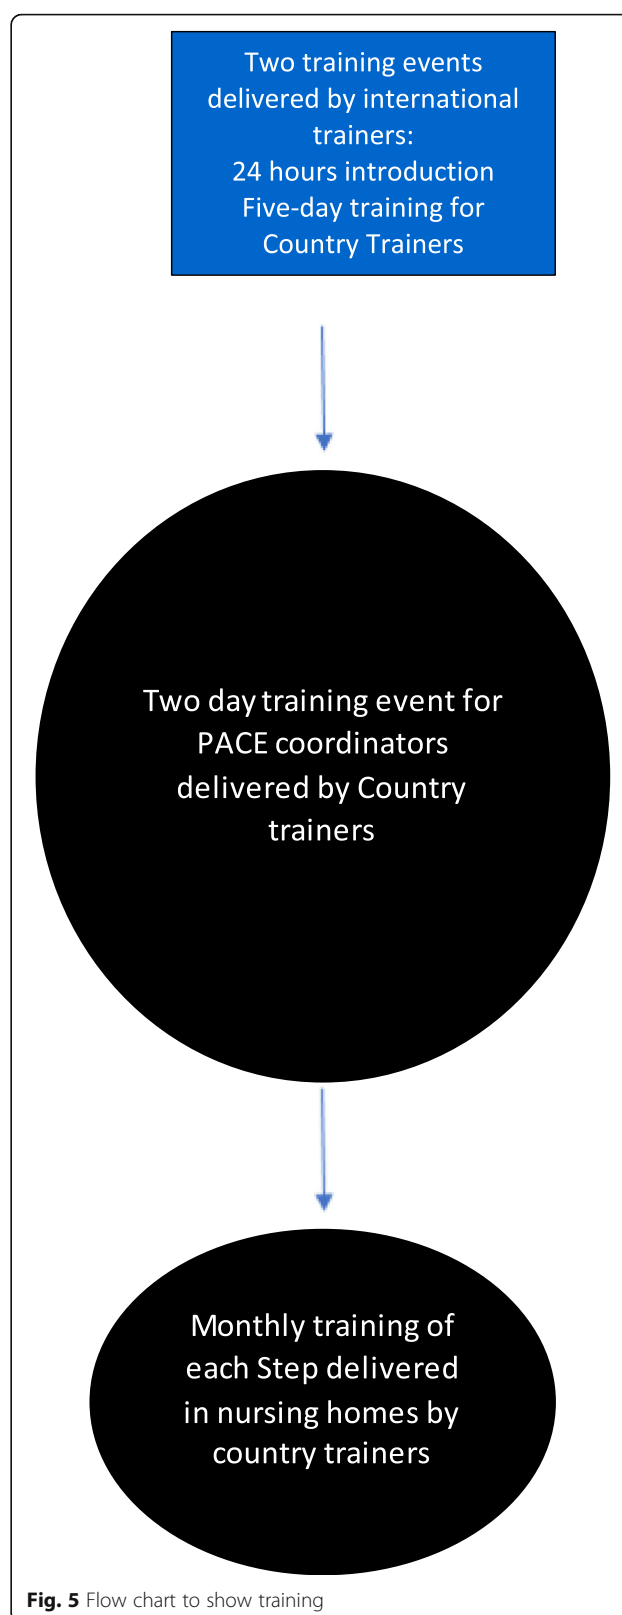 Two training events
delivered by international
trainers:
24 hours introduction
Five-day training for
Country Trainers
Two day training event for
PACE coordinators
delivered by Country
trainers
Monthly training of
each Step delivered
in nursing homes by
country trainers
Fig. 5 Flow chart to show training